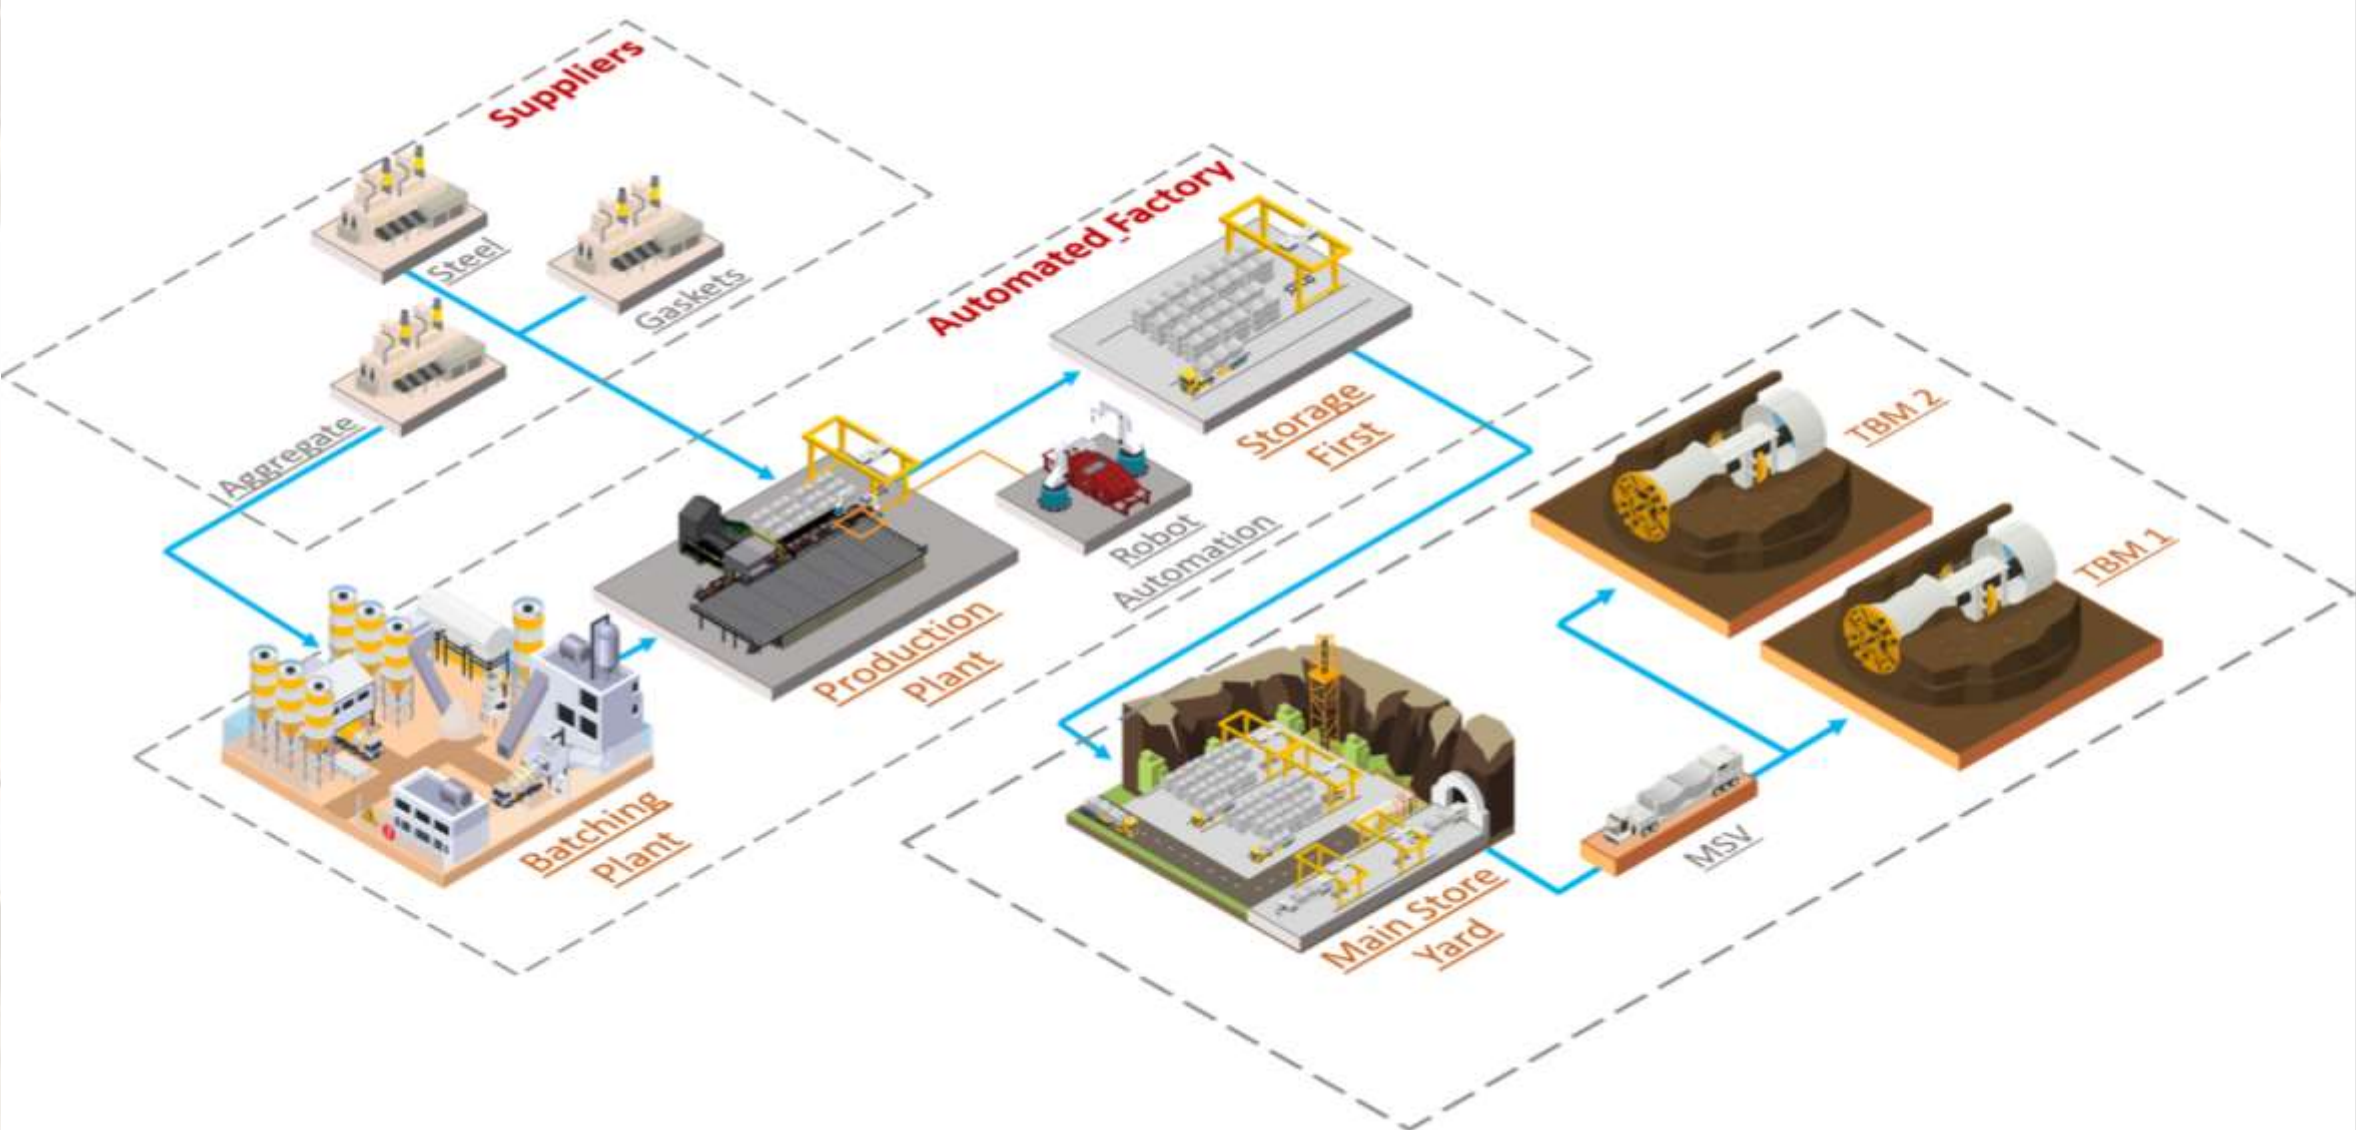 Suppliers
Steel
Gaskets
Aggregate
Automated Factory
Storage
First
Robot
Automation
Production
Plant
Batching
Plant
TBM 2
TBM 1
MSV
Main Store
Yard